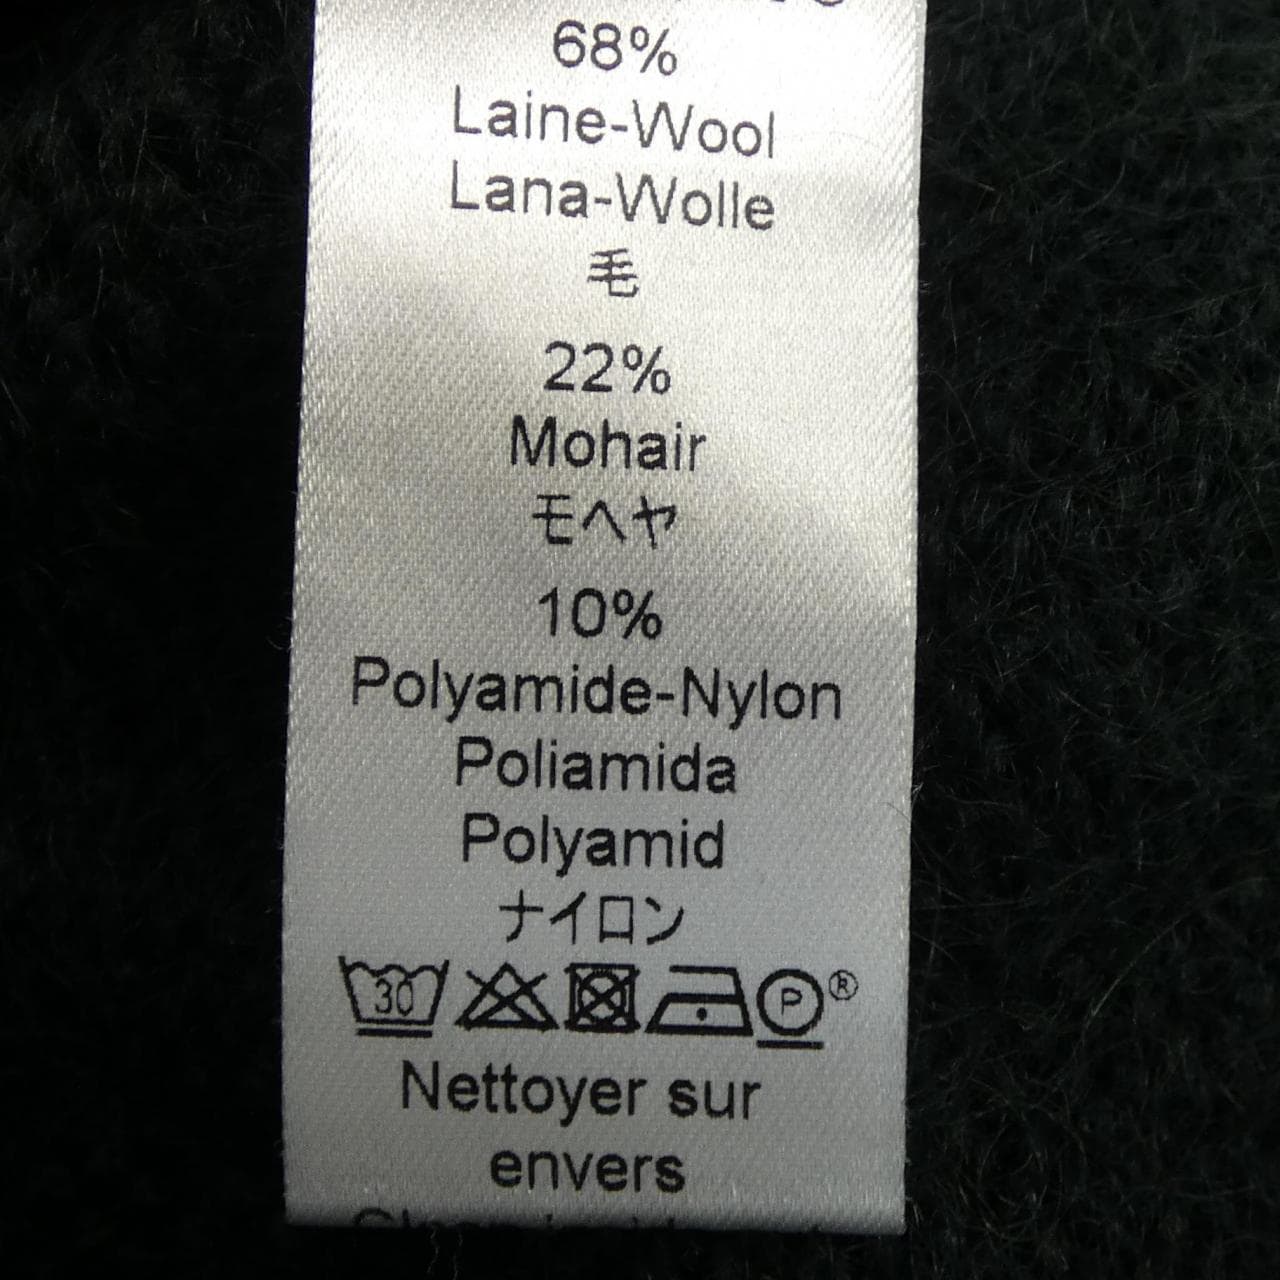 68%
Laine-Wool
Lana-Wolle
毛
22%
Mohair
モヘヤ
10%
Polyamide-Nylon
Poliamida
Polyamid
ナイロン
30 P ®
Nettoyer sur
envers